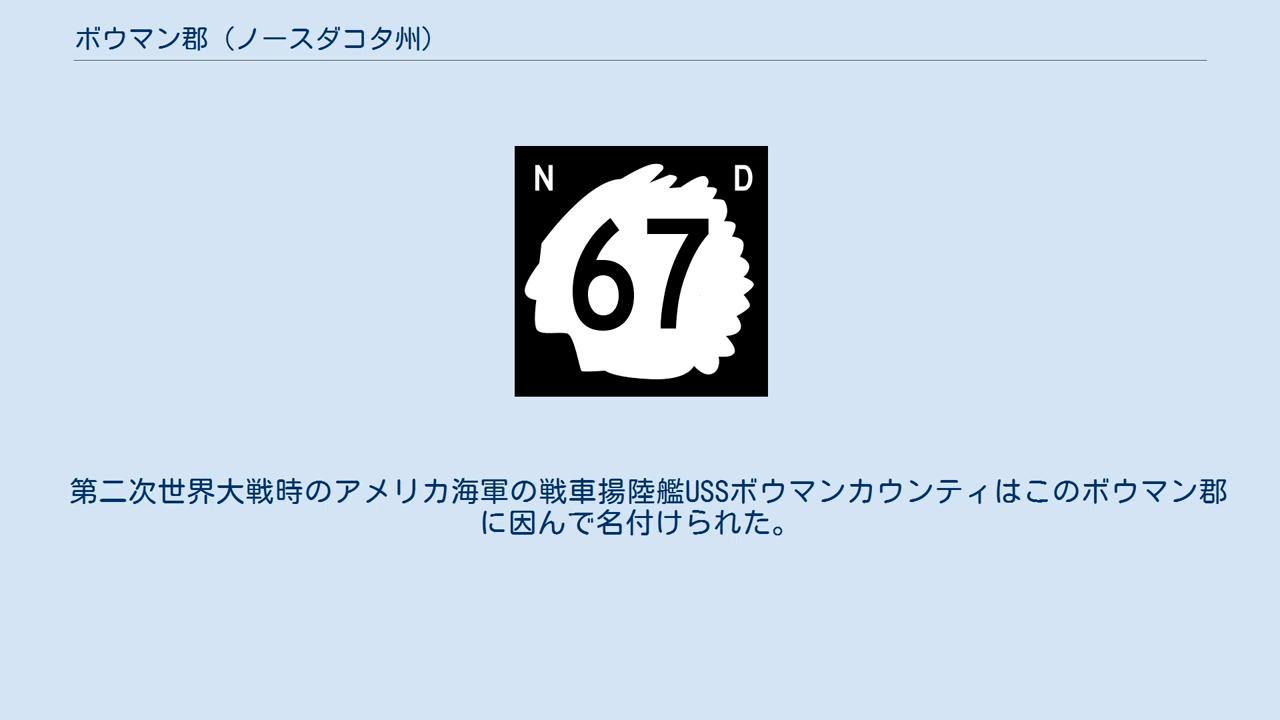 ボウマン郡（ノースダコタ州）
N D
67
第二次世界大戦時のアメリカ海軍の戦車揚陸艦USSボウマンカウンティはこのボウマン郡
に因んで名付けられた。